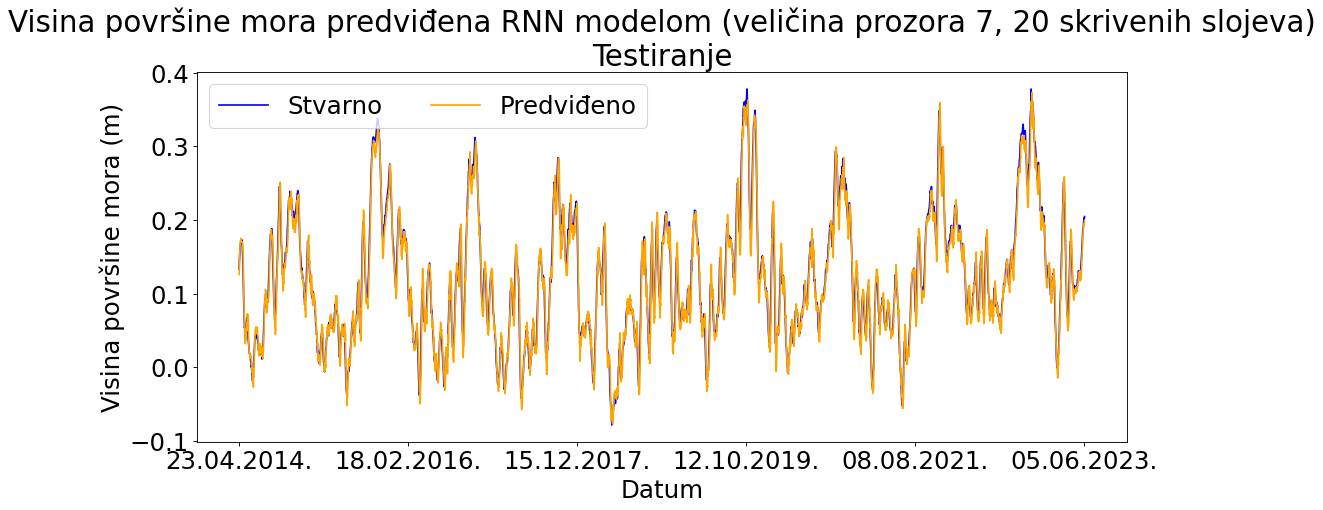 Visina površine mora predviđena RNN modelom (veličina prozora 7, 20 skrivenih slojeva)
Testiranje
Stvarno
Predviđeno
Visina površine mora (m)
0.4
0.3
0.2
0.1
0.0
−0.1
23.04.2014.
18.02.2016.
15.12.2017.
12.10.2019.
08.08.2021.
05.06.2023.
Datum